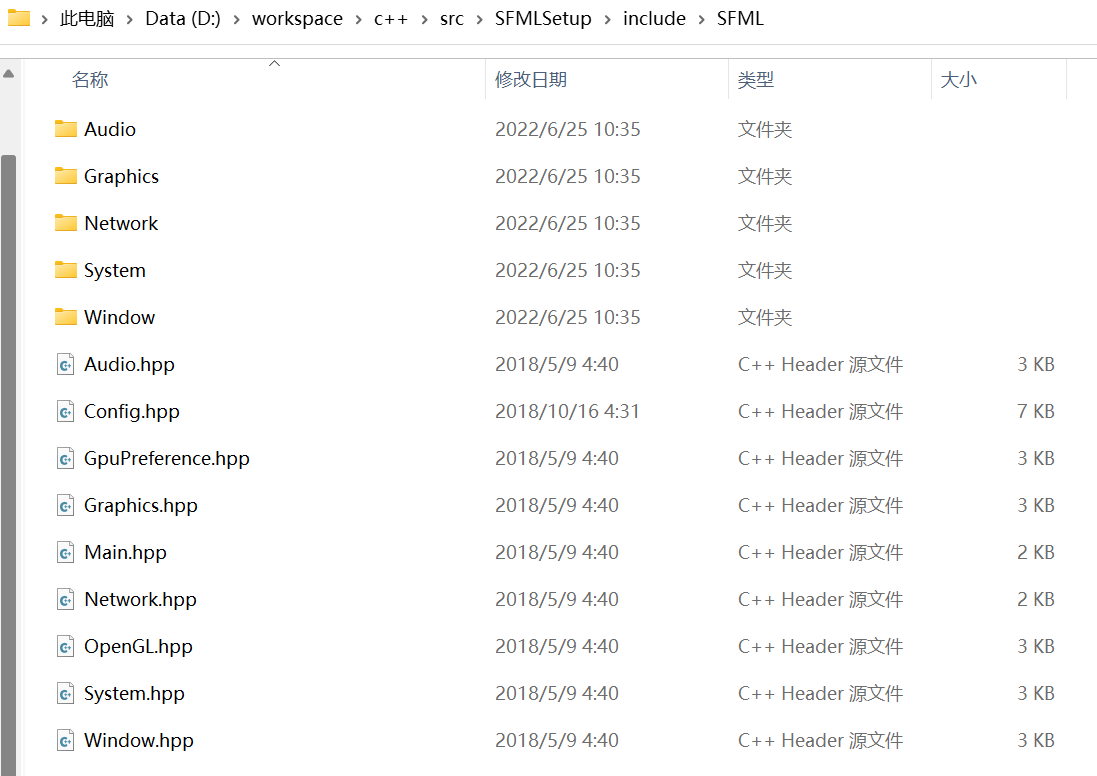 此电脑 > Data (D:) > workspace > c++ > src > SFMLSetup > include > SFML
名称 修改日期 类型 大小
Audio 2022/6/25 10:35 文件夹
Graphics 2022/6/25 10:35 文件夹
Network 2022/6/25 10:35 文件夹
System 2022/6/25 10:35 文件夹
Window 2022/6/25 10:35 文件夹
Audio.hpp 2018/5/9 4:40 C++ Header 源文件 3 KB
Config.hpp 2018/10/16 4:31 C++ Header 源文件 7 KB
GpuPreference.hpp 2018/5/9 4:40 C++ Header 源文件 3 KB
Graphics.hpp 2018/5/9 4:40 C++ Header 源文件 3 KB
Main.hpp 2018/5/9 4:40 C++ Header 源文件 2 KB
Network.hpp 2018/5/9 4:40 C++ Header 源文件 2 KB
OpenGL.hpp 2018/5/9 4:40 C++ Header 源文件 3 KB
System.hpp 2018/5/9 4:40 C++ Header 源文件 3 KB
Window.hpp 2018/5/9 4:40 C++ Header 源文件 3 KB